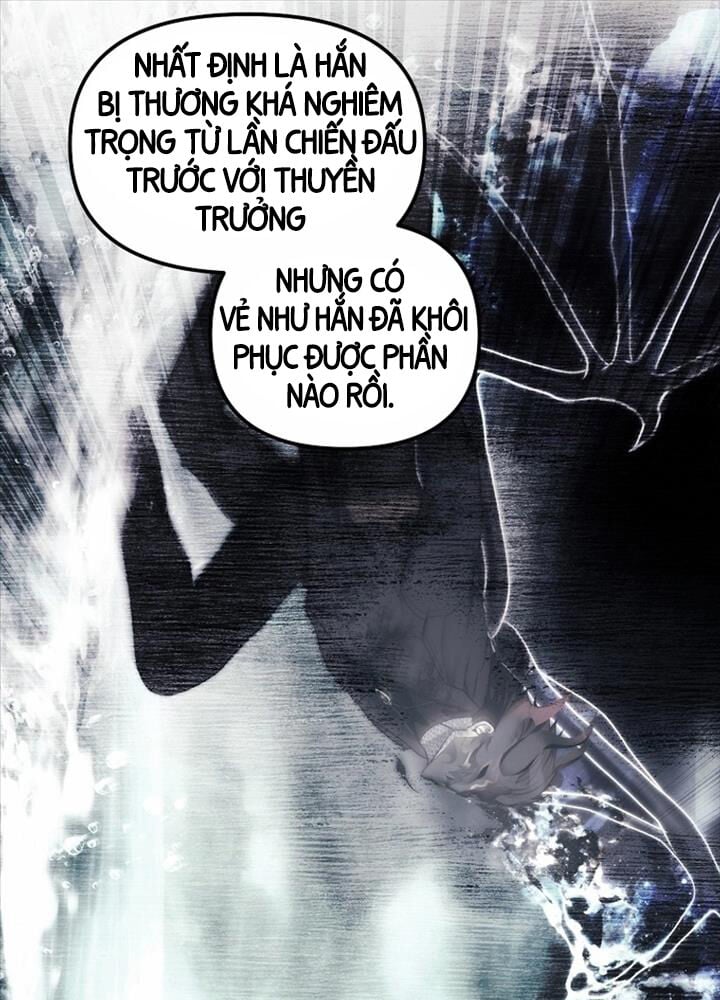 NHẤT ĐỊNH LÀ HẮN
BỊ THƯƠNG KHÁ NGHIÊM
TRỌNG TỪ LẦN CHIẾN ĐẤU
TRƯỚC VỚI THUYỀN
TRƯỞNG
NHƯNG CÓ
VẺ NHƯ HẮN ĐÃ KHÔI
PHỤC ĐƯỢC PHẦN
NÀO RỒI.